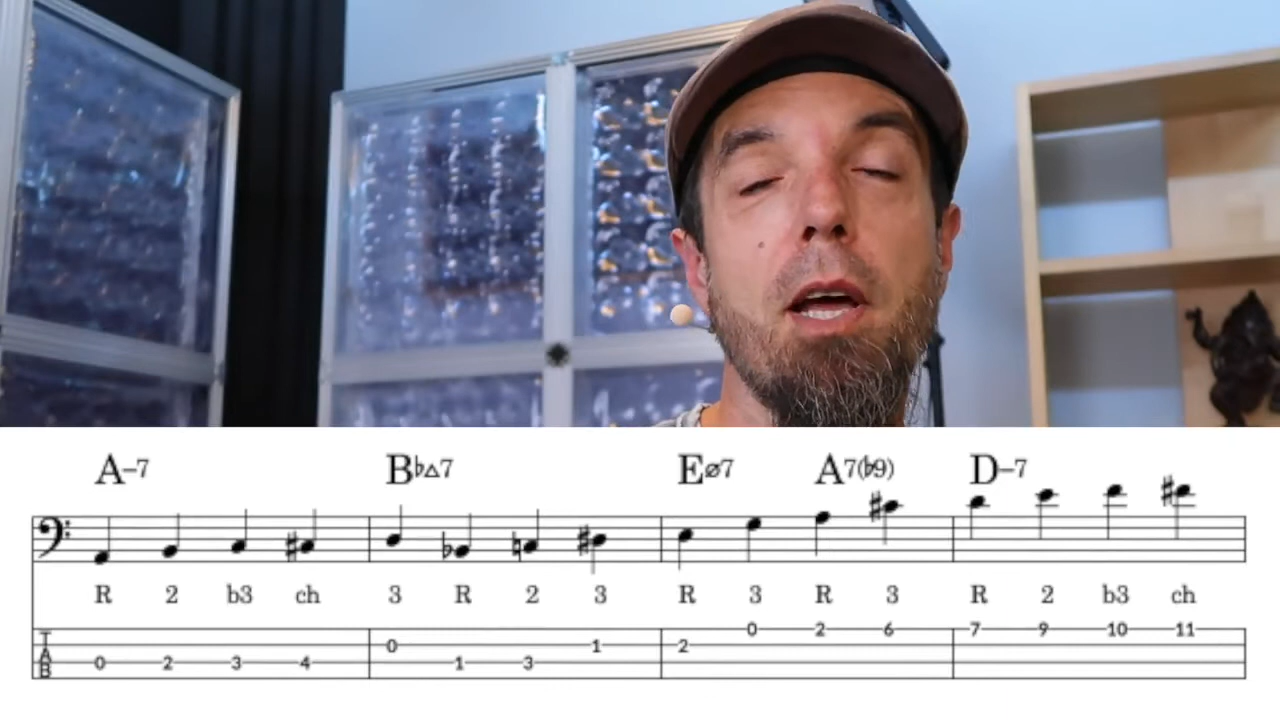 A–7 B♭△7 Eø7 A7(♭9) D–7
R 2 b3 ch 3 R 2 3 R 3 R 3 R 2 b3 ch
T 0 2 6 7 9 10 11
A 0 1 2
B 0 2 3 4 1 3